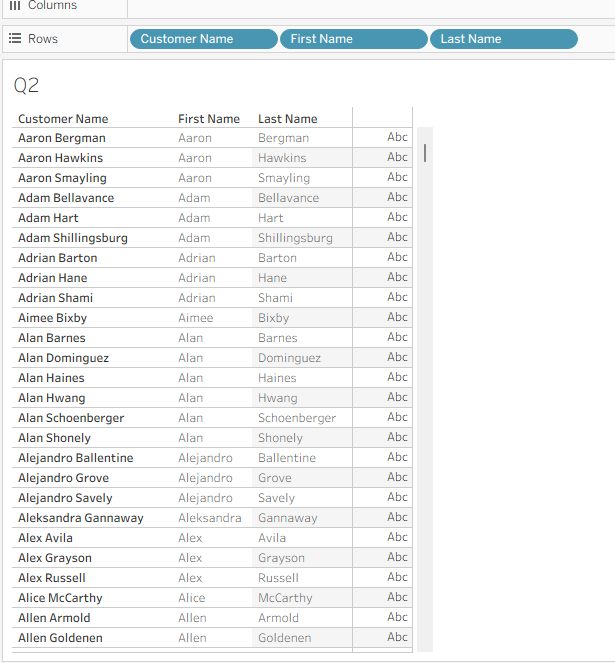 Columns
Rows Customer Name First Name Last Name
Q2
Customer Name First Name Last Name
Aaron Bergman Aaron Bergman Abc
Aaron Hawkins Aaron Hawkins Abc
Aaron Smayling Aaron Smayling Abc
Adam Bellavance Adam Bellavance Abc
Adam Hart Adam Hart Abc
Adam Shillingsburg Adam Shillingsburg Abc
Adrian Barton Adrian Barton Abc
Adrian Hane Adrian Hane Abc
Adrian Shami Adrian Shami Abc
Aimee Bixby Aimee Bixby Abc
Alan Barnes Alan Barnes Abc
Alan Dominguez Alan Dominguez Abc
Alan Haines Alan Haines Abc
Alan Hwang Alan Hwang Abc
Alan Schoenberger Alan Schoenberger Abc
Alan Shonely Alan Shonely Abc
Alejandro Ballentine Alejandro Ballentine Abc
Alejandro Grove Alejandro Grove Abc
Alejandro Savely Alejandro Savely Abc
Aleksandra Gannaway Aleksandra Gannaway Abc
Alex Avila Alex Avila Abc
Alex Grayson Alex Grayson Abc
Alex Russell Alex Russell Abc
Alice McCarthy Alice McCarthy Abc
Allen Armold Allen Armold Abc
Allen Goldenen Allen Goldenen Abc